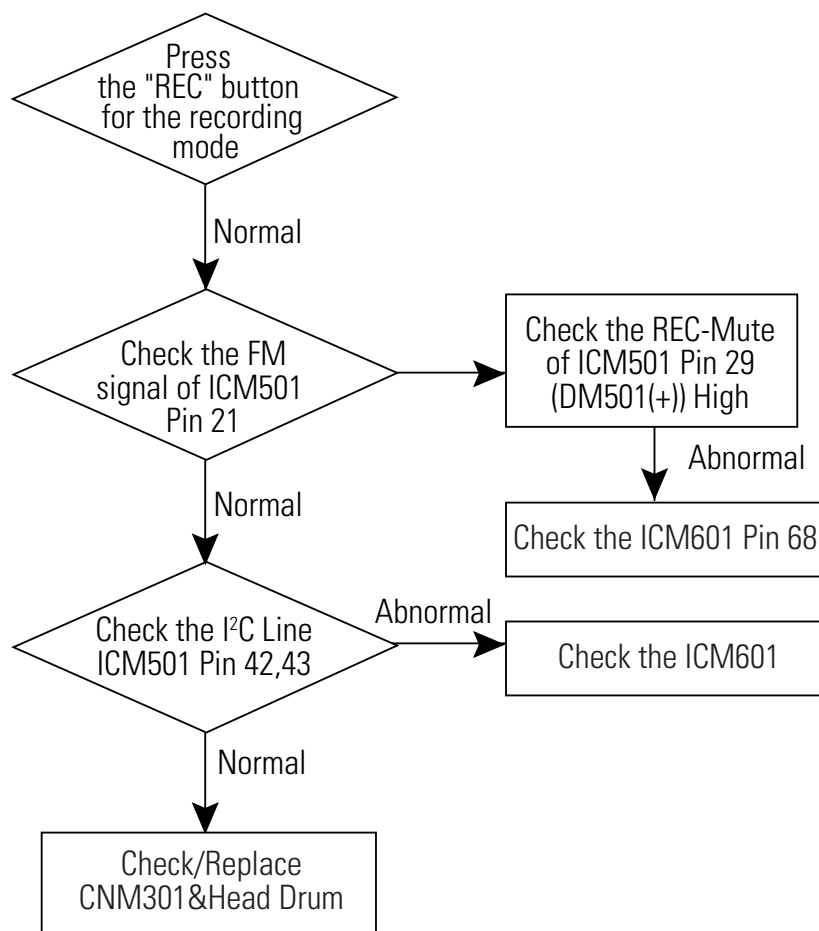 Press
the "REC" button
for the recording
mode
Normal
Check the FM
signal of ICM501
Pin 21
Check the REC-Mute
of ICM501 Pin 29
(DM501(+)) High
Abnormal
Check the ICM601 Pin 68
Normal
Check the I²C Line
ICM501 Pin 42,43
Abnormal
Check the ICM601
Normal
Check/Replace
CNM301&Head Drum